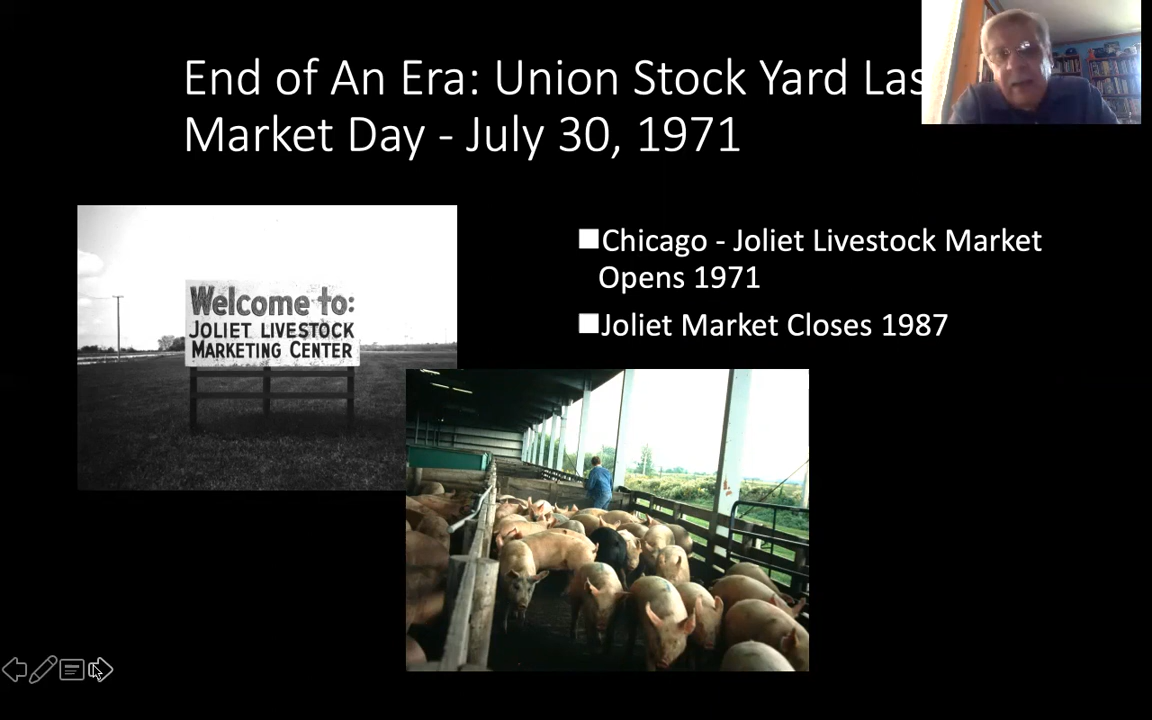 End of An Era: Union Stock Yard Las
Market Day - July 30, 1971
Welcome to:
JOLIET LIVESTOCK
MARKETING CENTER
Chicago - Joliet Livestock Market
Opens 1971
Joliet Market Closes 1987